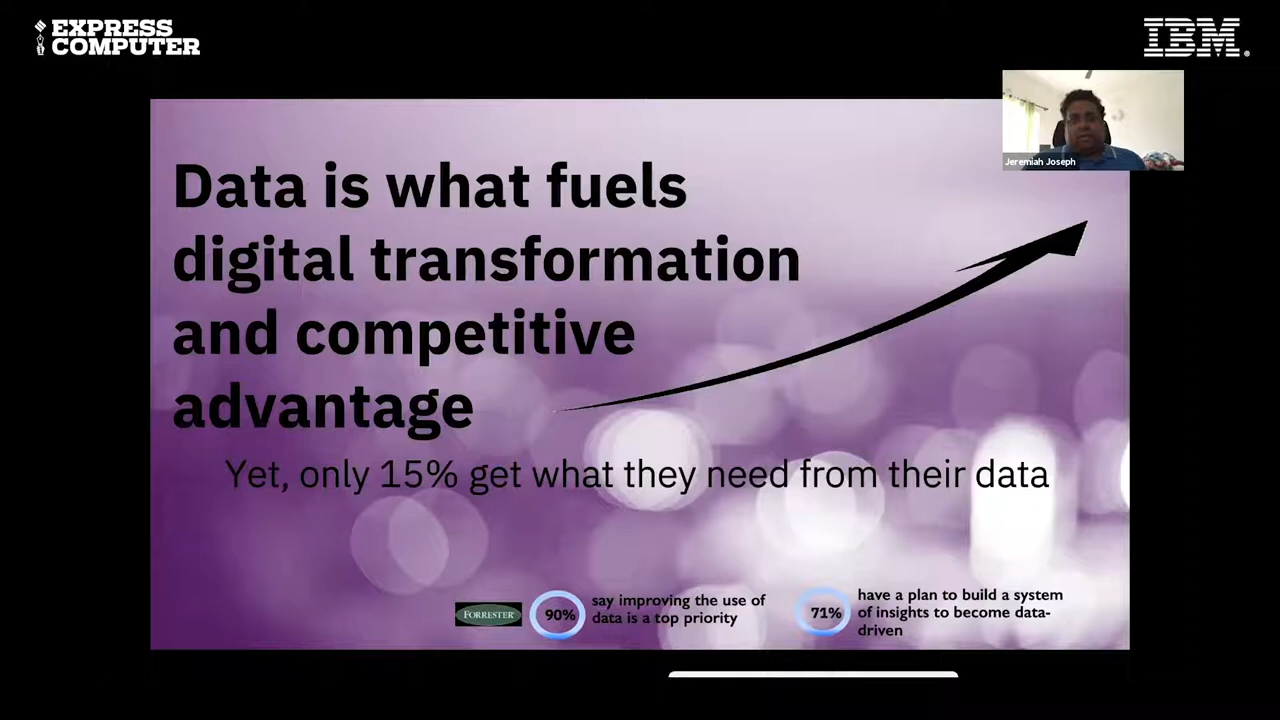 EXPRESS
COMPUTER
IBM
Jeremiah Joseph
Data is what fuels
digital transformation
and competitive
advantage
Yet, only 15% get what they need from their data
FORRESTER
90%
say improving the use of
data is a top priority
71%
have a plan to build a system
of insights to become data-
driven